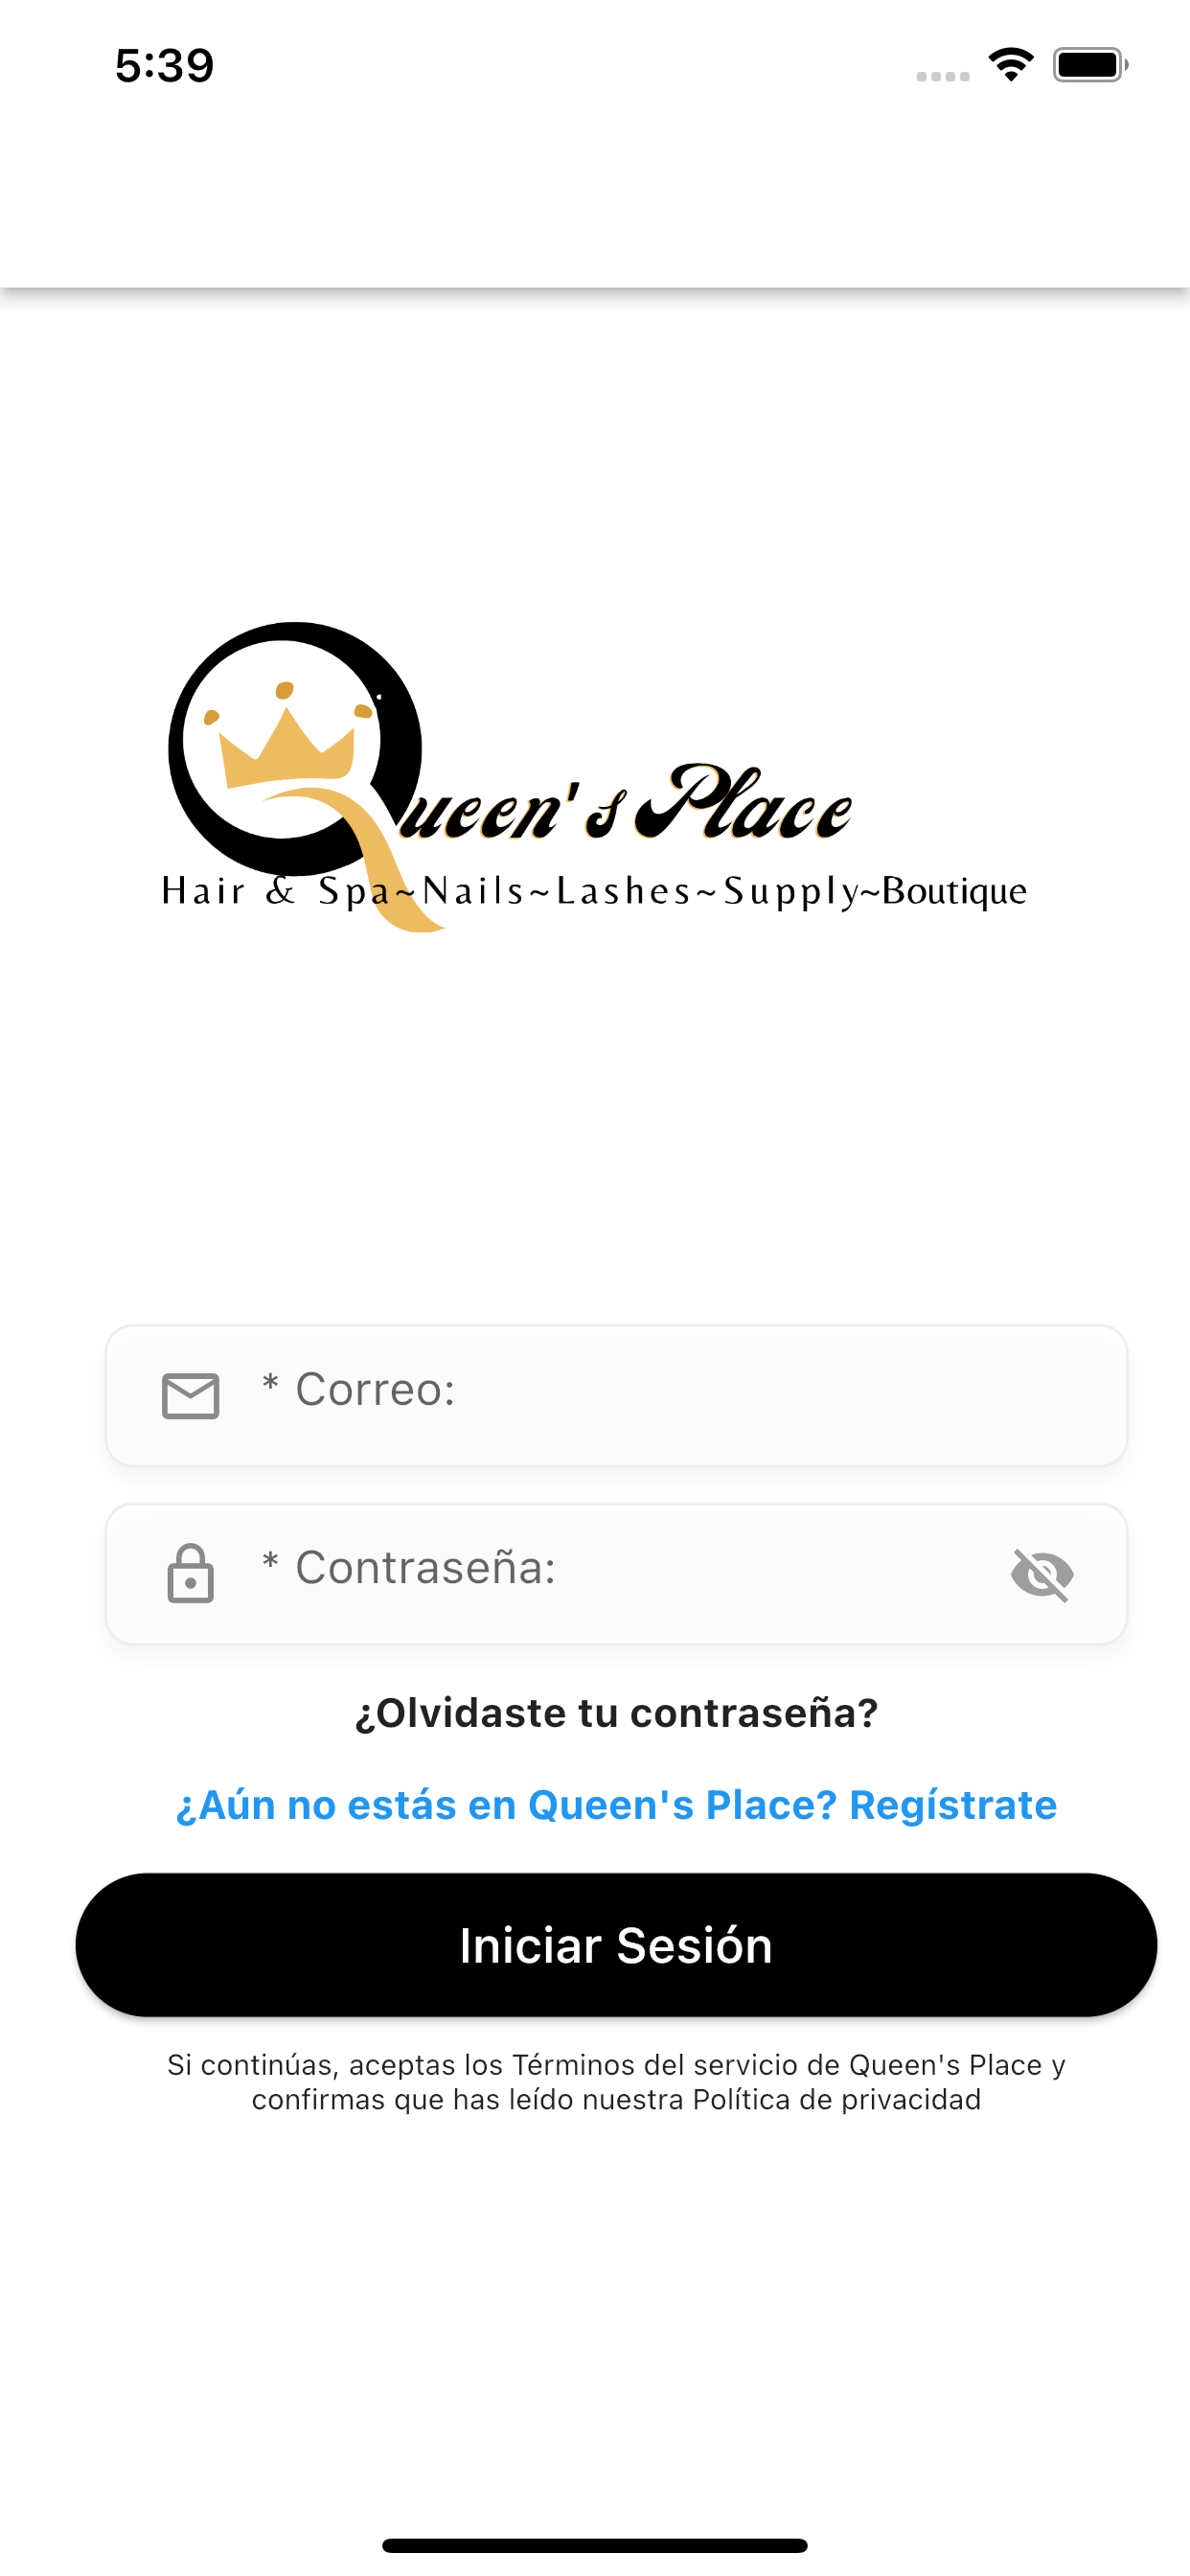 5:39
Queen's Place
Hair & Spa~Nails~Lashes~Supply~Boutique
* Correo:
* Contraseña:
¿Olvidaste tu contraseña?
¿Aún no estás en Queen's Place? Regístrate
Iniciar Sesión
Si continúas, aceptas los Términos del servicio de Queen's Place y
confirmas que has leído nuestra Política de privacidad